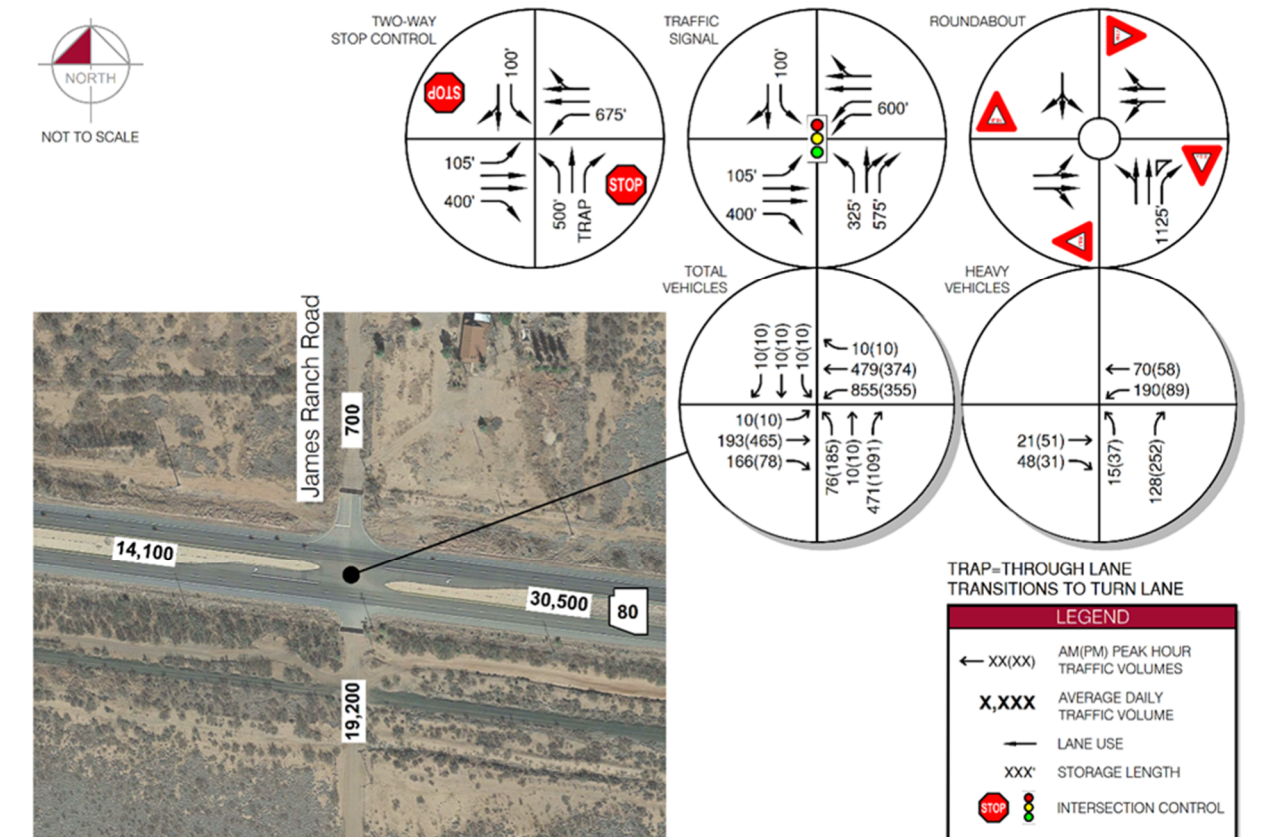 TWO-WAY
STOP CONTROL
TRAFFIC
SIGNAL
ROUNDABOUT
NORTH
NOT TO SCALE
STOP
100'
675'
105'
400'
500'
TRAP
STOP
100'
600'
105'
400'
325'
575'
1125'
TOTAL
VEHICLES
10(10)
10(10)
10(10)
10(10)
479(374)
855(355)
10(10)
193(465)
166(78)
76(185)
10(10)
471(1091)
HEAVY
VEHICLES
70(58)
190(89)
21(51)
48(31)
15(37)
128(252)
James Ranch Road
700
14,100
30,500
80
19,200
TRAP=THROUGH LANE
TRANSITIONS TO TURN LANE
LEGEND
XX(XX)
AM(PM) PEAK HOUR
TRAFFIC VOLUMES
X,XXX
AVERAGE DAILY
TRAFFIC VOLUME
LANE USE
XXX'
STORAGE LENGTH
STOP
INTERSECTION CONTROL